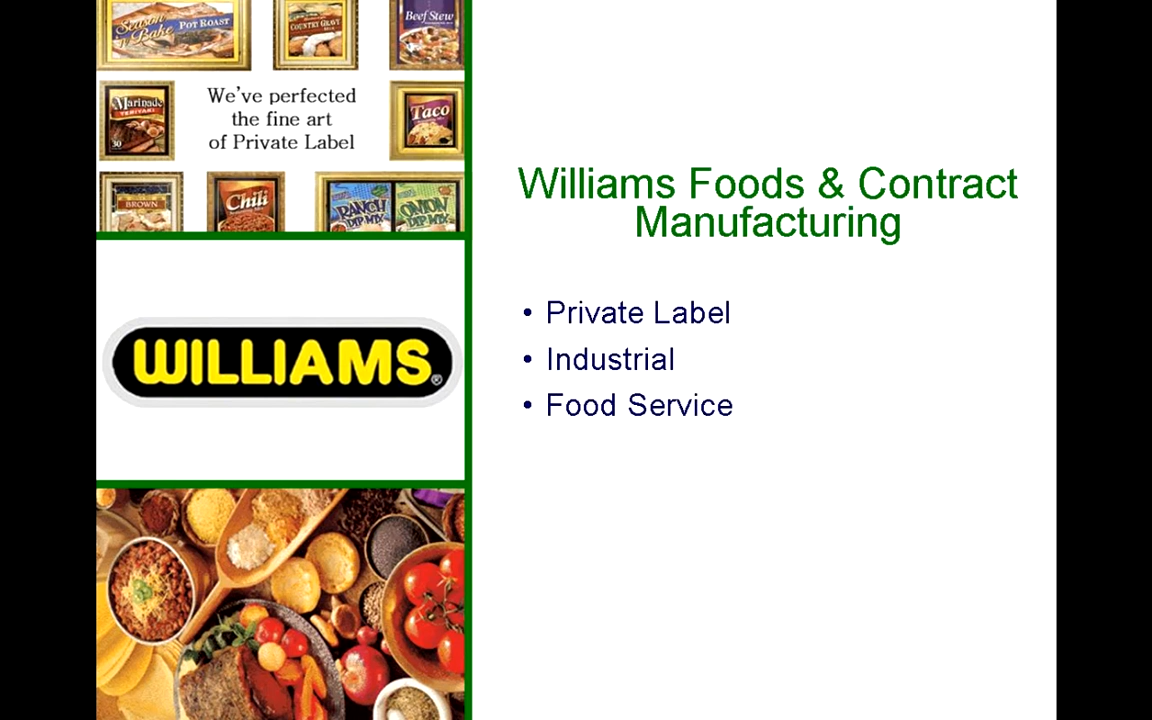 Season
'n Bake POT ROAST
COUNTRY GRAVY
MIX
Beef Stew
Marinade
TERIYAKI
30
We've perfected
the fine art
of Private Label
Taco
BROWN
Chili
RANCH
DIP MIX
ONION
DIP MIX
WILLIAMS®
Williams Foods & Contract
Manufacturing
• Private Label
• Industrial
• Food Service